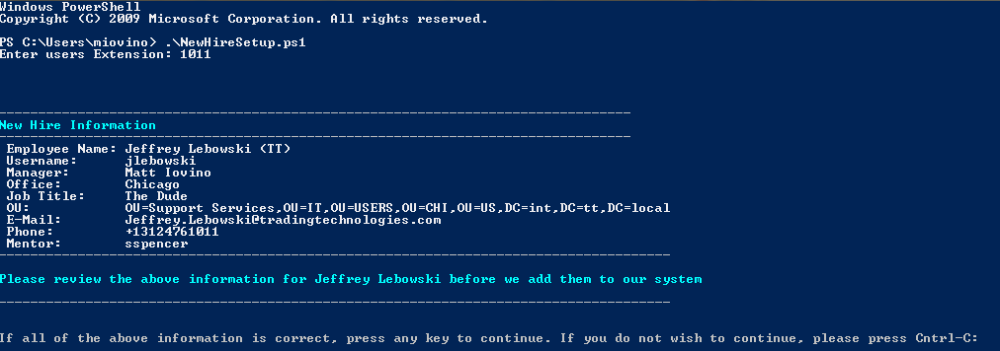 Windows PowerShell
Copyright (C) 2009 Microsoft Corporation. All rights reserved.
PS C:\Users\miovino> .\NewHireSetup.ps1
Enter users Extension: 1011
--------------------------------------------------------------------------------
New Hire Information
--------------------------------------------------------------------------------
Employee Name: Jeffrey Lebowski (TT)
Username: jlebowski
Manager: Matt Iovino
Office: Chicago
Job Title: The Dude
OU: OU=Support Services,OU=IT,OU=USERS,OU=CHI,OU=US,DC=int,DC=tt,DC=local
E-Mail: Jeffrey.Lebowski@tradingtechnologies.com
Phone: +13124761011
Mentor: sspencer
-------------------------------------------------------------------------------------
Please review the above information for Jeffrey Lebowski before we add them to our system
-------------------------------------------------------------------------------------
If all of the above information is correct, press any key to continue. If you do not wish to continue, please press Cntrl-C: